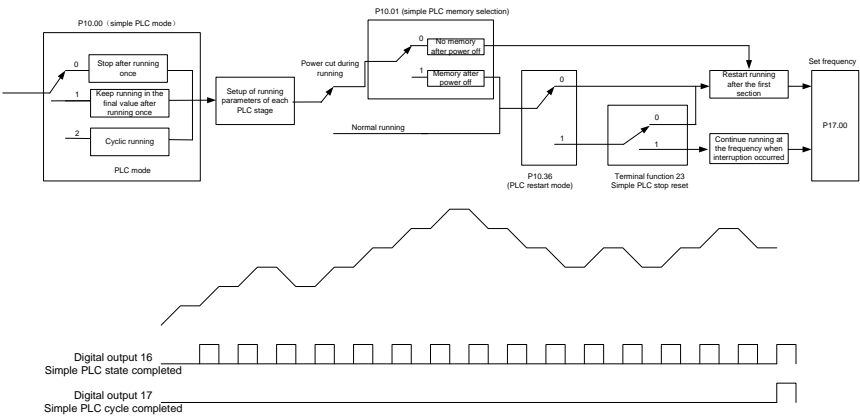 P10.00（simple PLC mode）
0
Stop after running
once
1
Keep running in the
final value after
running once
2
Cyclic running
PLC mode
Setup of running
parameters of each
PLC stage
Power cut during
running
Normal running
P10.01 (simple PLC memory selection)
0
No memory
after power off
1
Memory after
power off
0
1
P10.36
(PLC restart mode)
0
1
Terminal function 23
Simple PLC stop reset
Restart running
after the first
section
Continue running at
the frequency when
interruption occurred
Set frequency
P17.00
Digital output 16
Simple PLC state completed
Digital output 17
Simple PLC cycle completed